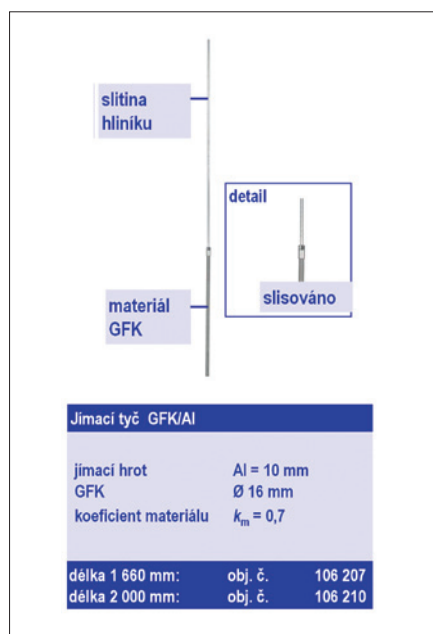 slitina
hliníku
detail
slisováno
materiál
GFK
Jímací tyč GFK/Al
jímací hrot Al = 10 mm
GFK Ø 16 mm
koeficient materiálu km = 0,7
délka 1 660 mm: obj. č. 106 207
délka 2 000 mm: obj. č. 106 210